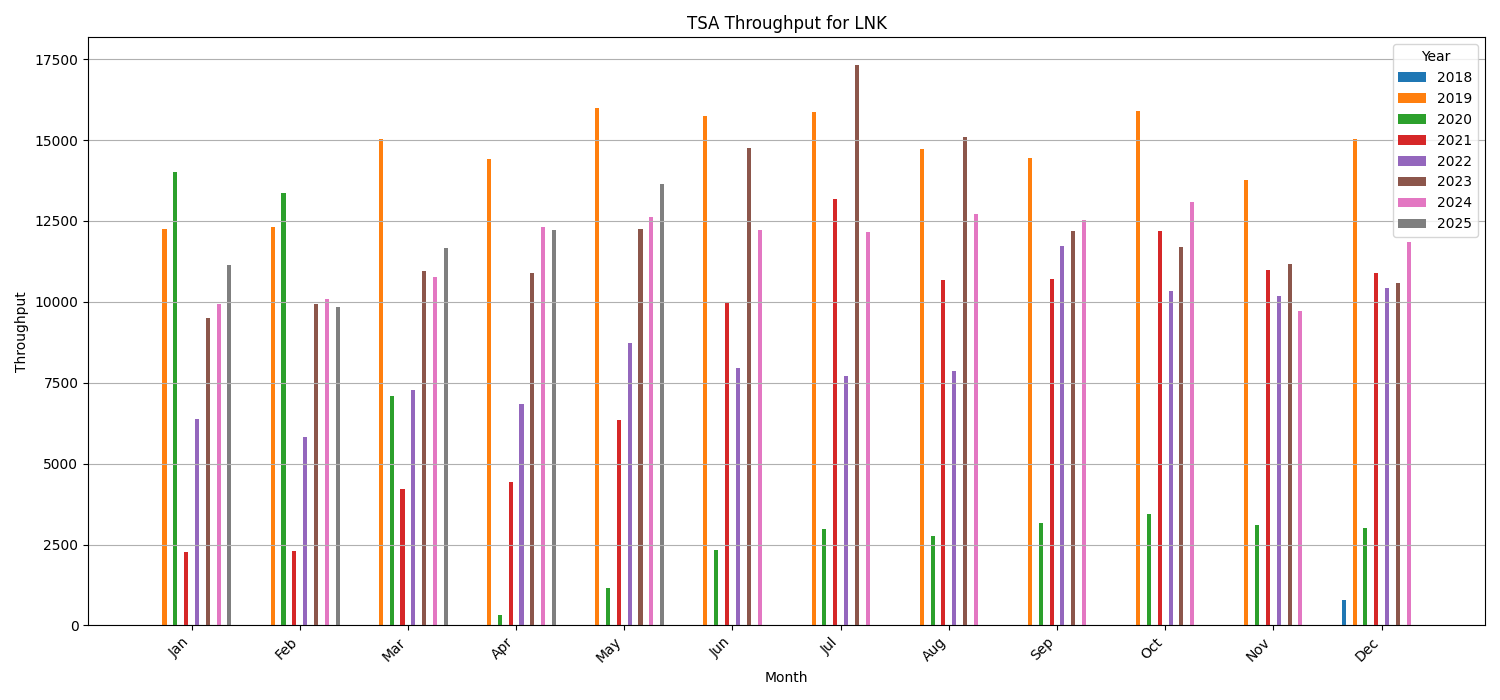 TSA Throughput for LNK
Throughput
17500
15000
12500
10000
7500
5000
2500
0
Year
2018
2019
2020
2021
2022
2023
2024
2025
Jan
Feb
Mar
Apr
May
Jun
Jul
Aug
Sep
Oct
Nov
Dec
Month